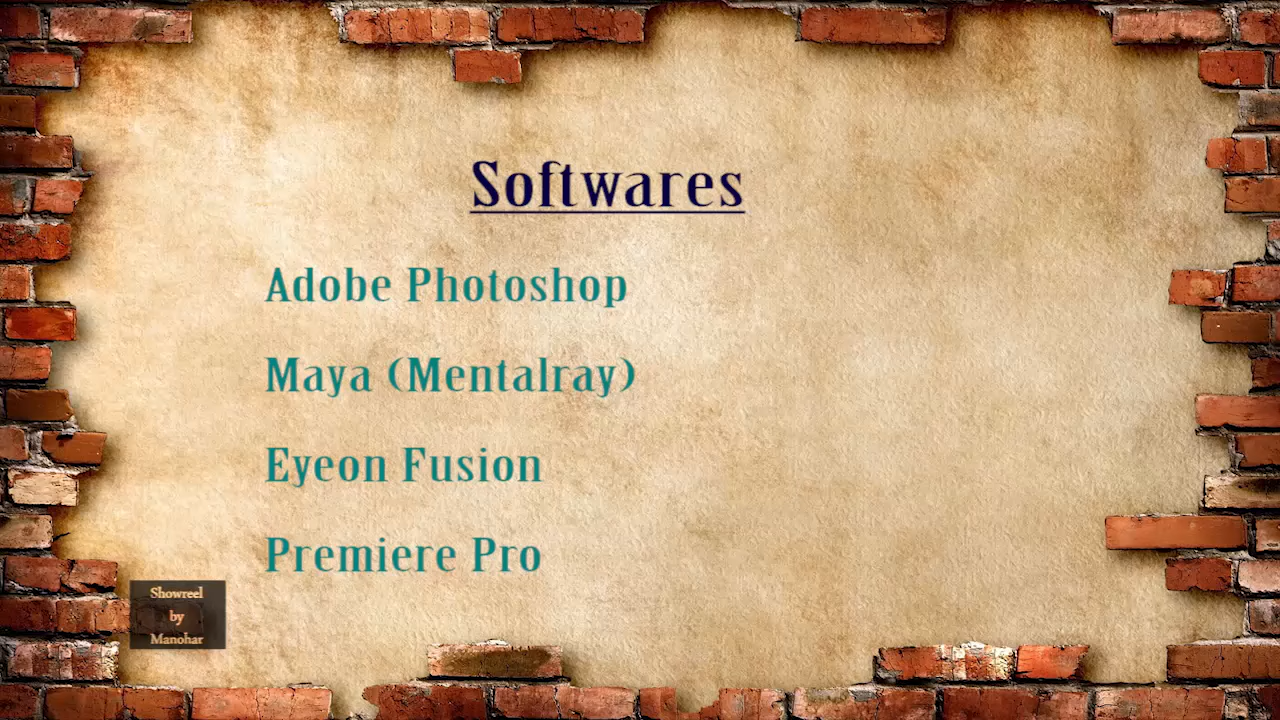 Softwares
Adobe Photoshop
Maya (Mentalray)
Eyeon Fusion
Premiere Pro
Showreel
by
Manohar